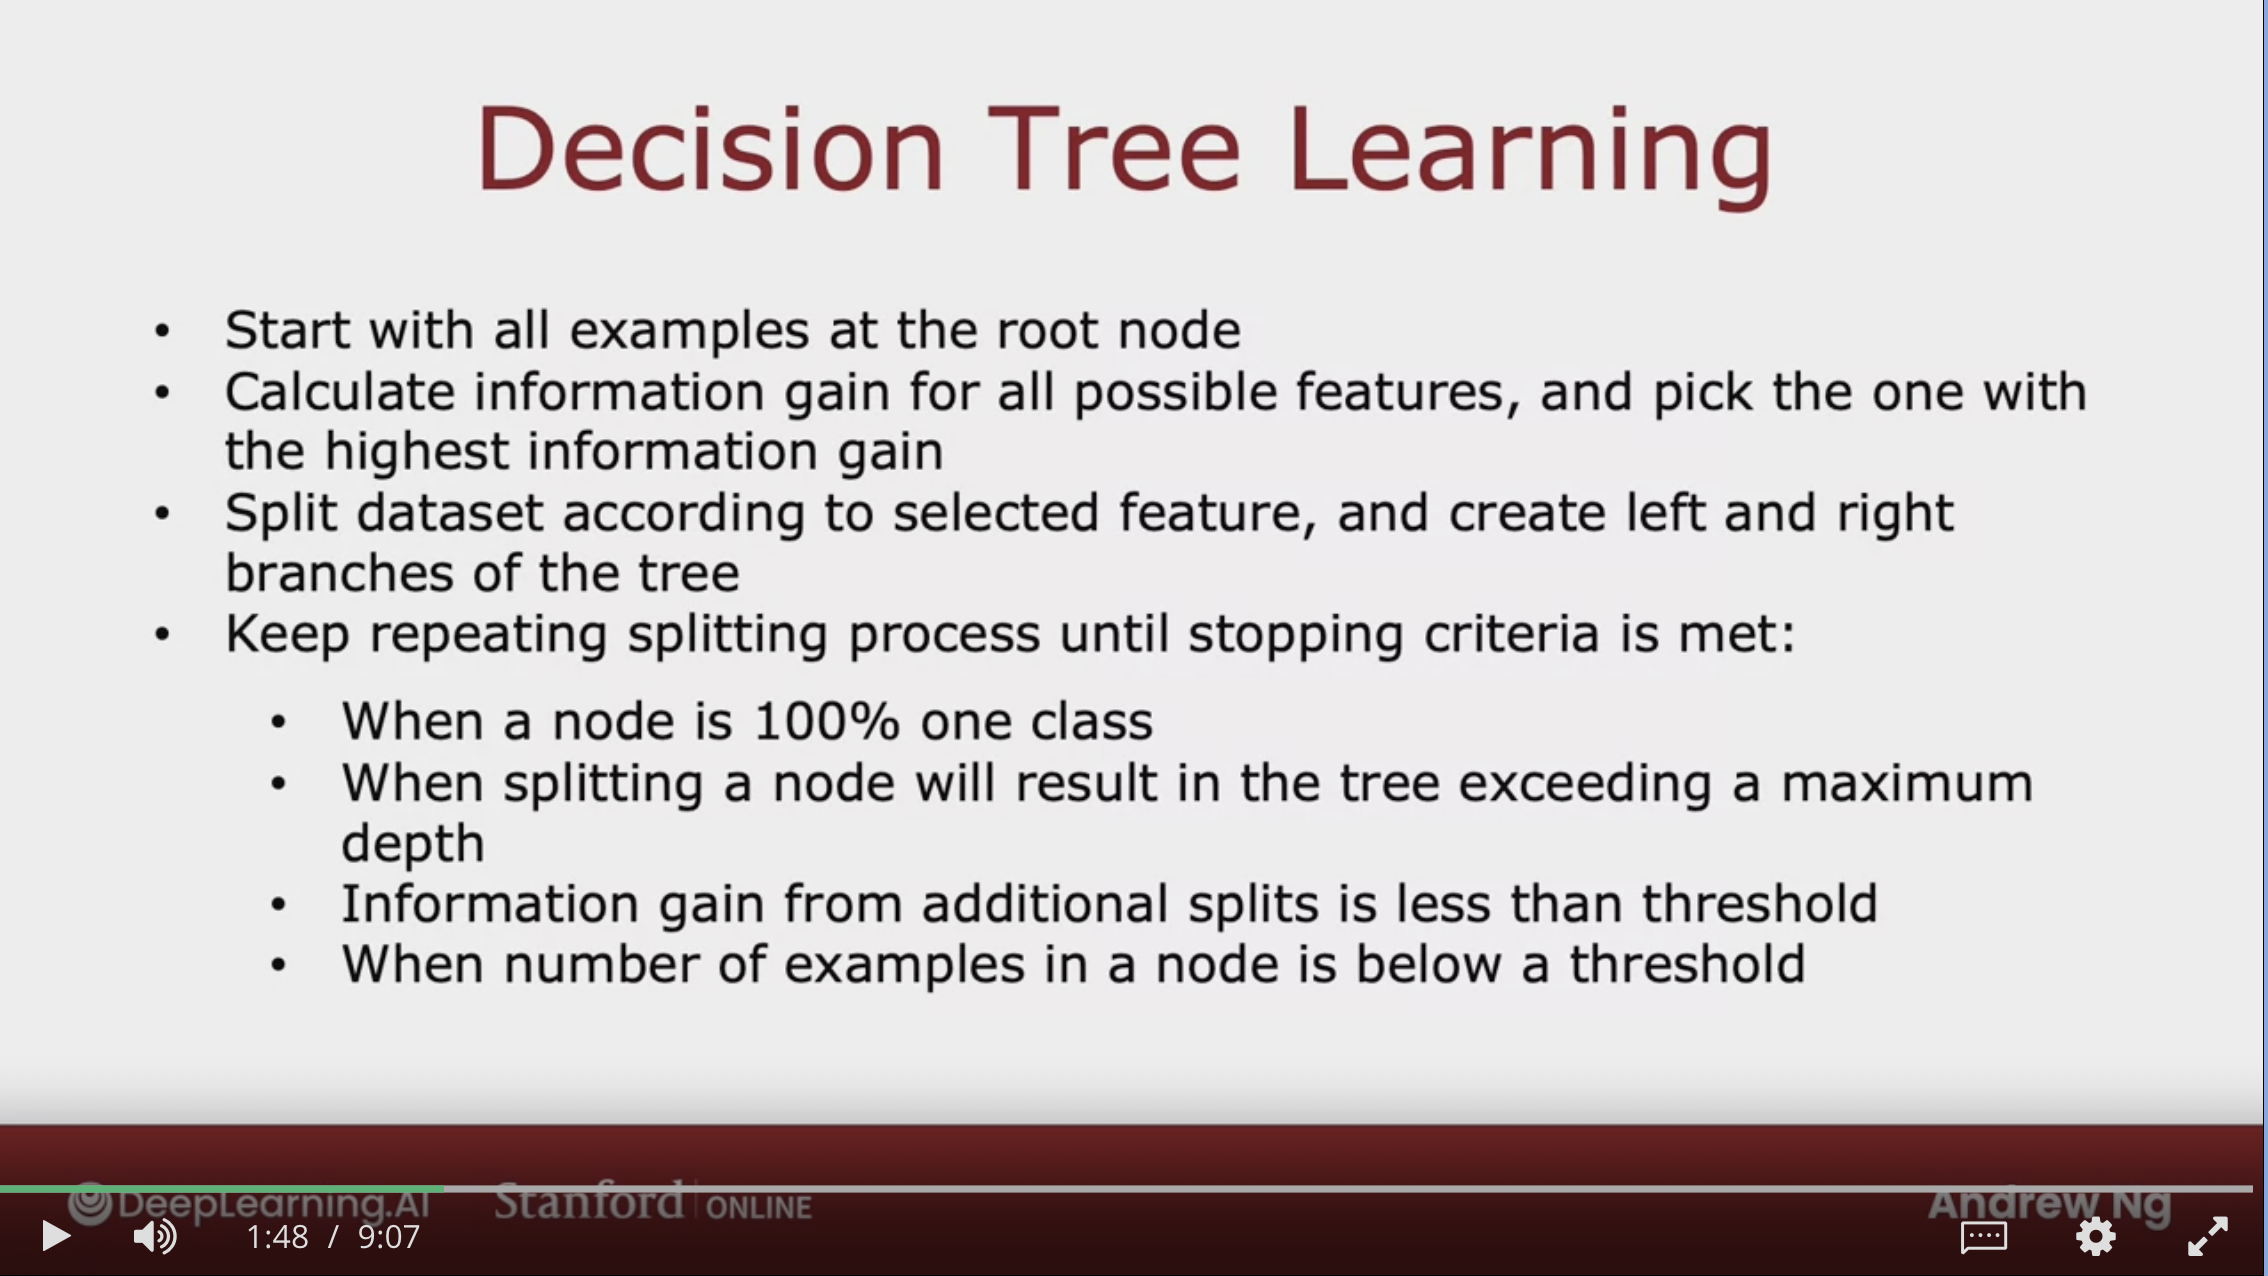 Decision Tree Learning
• Start with all examples at the root node
• Calculate information gain for all possible features, and pick the one with
the highest information gain
• Split dataset according to selected feature, and create left and right
branches of the tree
• Keep repeating splitting process until stopping criteria is met:
• When a node is 100% one class
• When splitting a node will result in the tree exceeding a maximum
depth
• Information gain from additional splits is less than threshold
• When number of examples in a node is below a threshold
DeepLearning.AI Stanford | ONLINE Andrew Ng
1:48 / 9:07